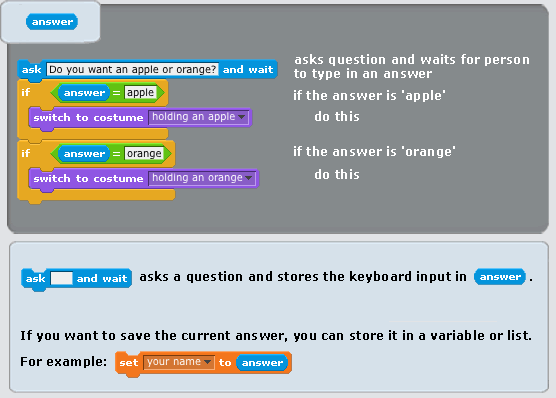 answer
ask Do you want an apple or orange? and wait
asks question and waits for person
to type in an answer
if answer = apple
if the answer is 'apple'
switch to costume holding an apple
do this
if answer = orange
if the answer is 'orange'
switch to costume holding an orange
do this
ask and wait asks a question and stores the keyboard input in answer .
If you want to save the current answer, you can store it in a variable or list.
For example: set your name to answer